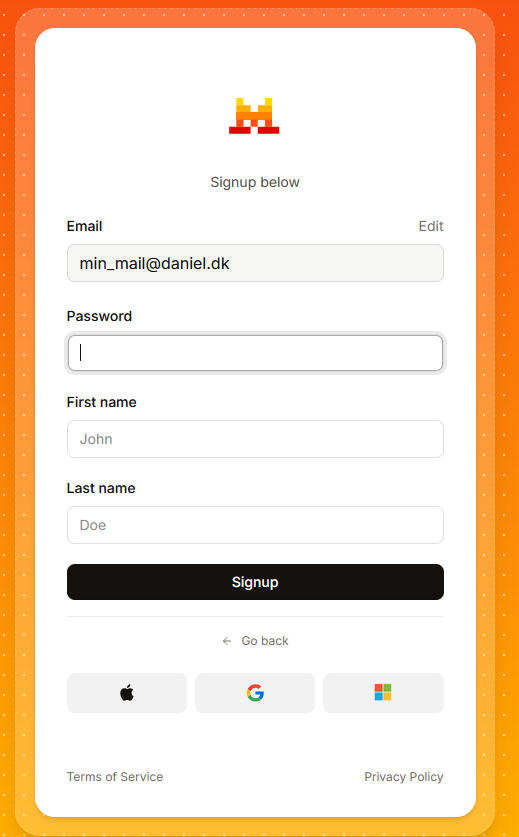 Signup below
Email Edit
min_mail@daniel.dk
Password
First name
John
Last name
Doe
Signup
← Go back
Terms of Service Privacy Policy